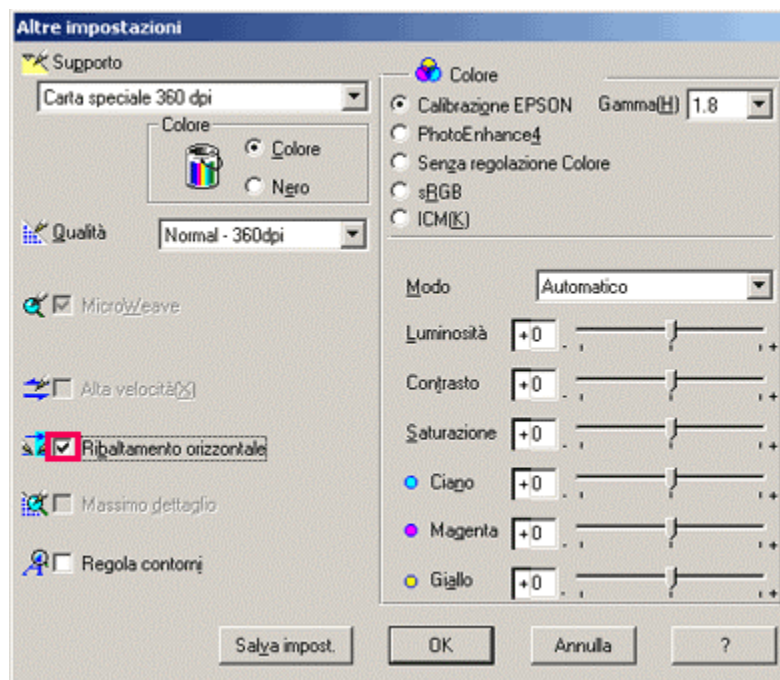 Altre impostazioni
Supporto
Carta speciale 360 dpi
Colore
Colore
Nero
Qualità
Normal - 360dpi
MicroWeave
Alta velocità(X)
Ribaltamento orizzontale
Massimo dettaglio
Regola contorni
Colore
Calibrazione EPSON Gamma(H) 1.8
PhotoEnhance4
Senza regolazione Colore
sRGB
ICM(K)
Modo Automatico
Luminosità +0 - +
Contrasto +0 - +
Saturazione +0 - +
Ciano +0 - +
Magenta +0 - +
Giallo +0 - +
Salva impost. OK Annulla ?